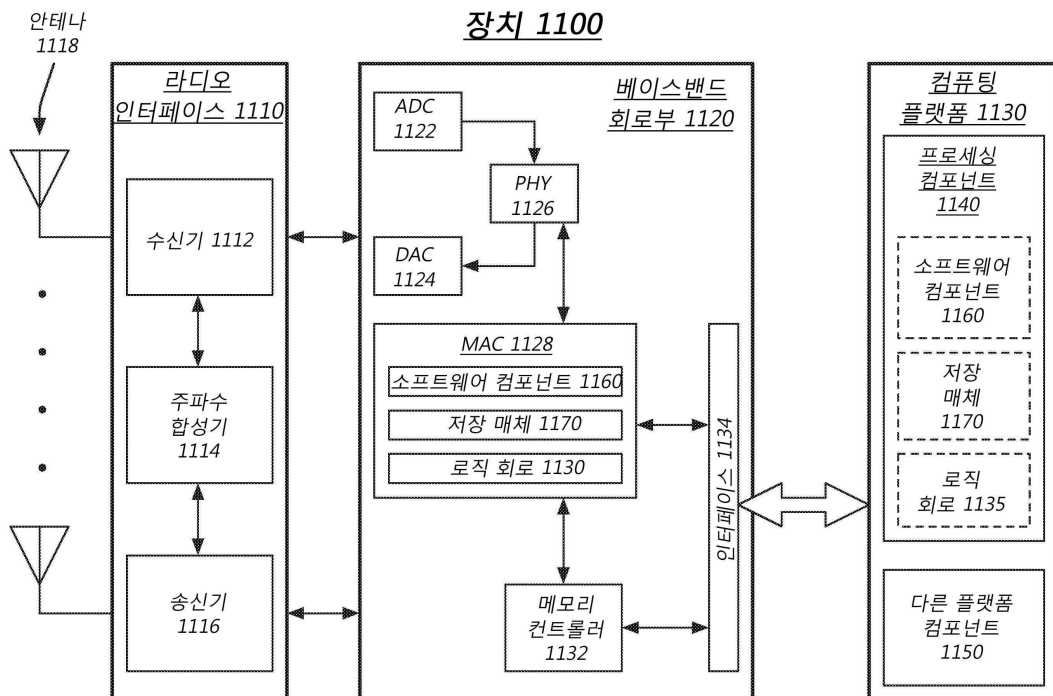 장치 1100
안테나
1118
라디오
인터페이스 1110
수신기 1112
주파수
합성기
1114
송신기
1116
베이스밴드
회로부 1120
ADC
1122
PHY
1126
DAC
1124
MAC 1128
소프트웨어 컴포넌트 1160
저장 매체 1170
로직 회로 1130
메모리
컨트롤러
1132
인터페이스 1134
컴퓨팅
플랫폼 1130
프로세싱
컴포넌트
1140
소프트웨어
컴포넌트
1160
저장
매체
1170
로직
회로 1135
다른 플랫폼
컴포넌트
1150